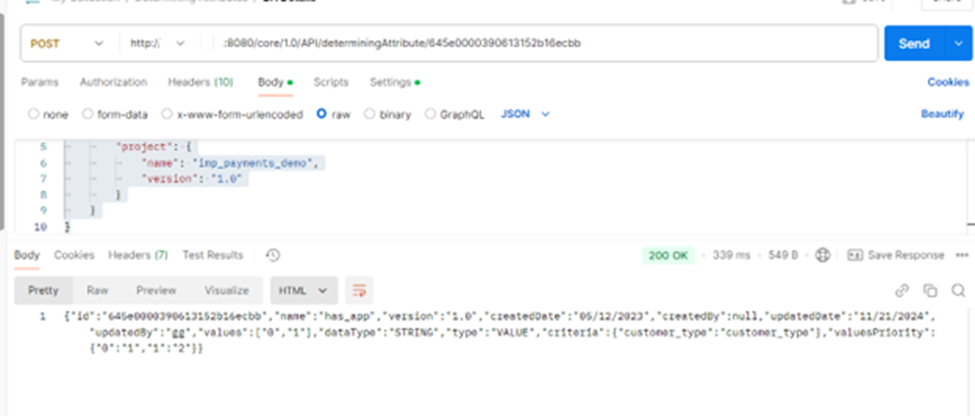 POST http:// :8080/core/1.0/API/determiningAttribute/645e0000390613152b16ecbb Send
Params Authorization Headers (10) Body Scripts Settings Cookies
none form-data x-www-form-urlencoded raw binary GraphQL JSON Beautify
5 "project": {
6 "name": "imp_payments_demo",
7 "version": "1.0"
8 }
9 }
10 }
Body Cookies Headers (7) Test Results 200 OK 339 ms 549 B Save Response
Pretty Raw Preview Visualize HTML
1 {"id":"645e0000390613152b16ecbb","name":"has_app","version":"1.0","createdDate":"05/12/2023","createdBy":null,"updatedDate":"11/21/2024",
"updatedBy":"gg","values":["0","1"],"dataType":"STRING","type":"VALUE","criteria":{"customer_type":"customer_type"},"valuesPriority":
{"0":"1","1":"2"}}